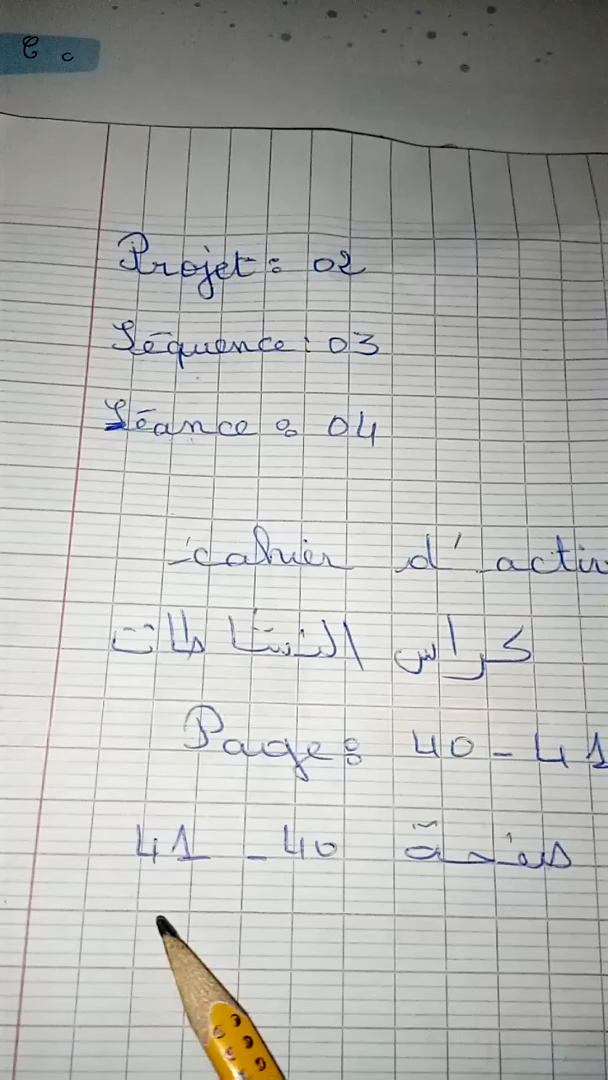 Projet : 02
Séquence : 03
Séance : 04
- cahier d'activ
كراس النشاطات
Page : 40 - 41
صفحة 40 - 41